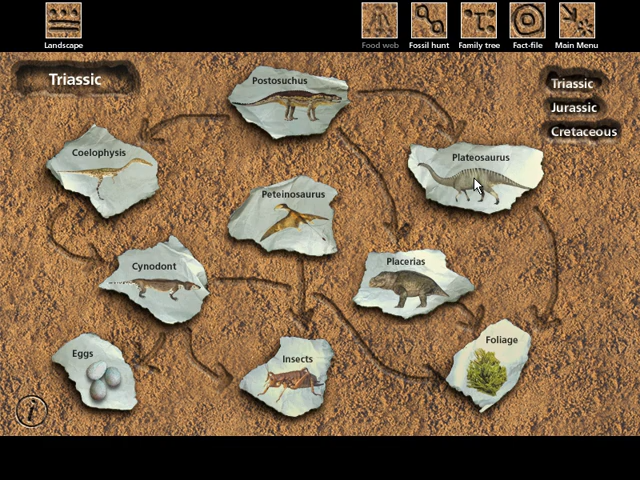 Landscape
Food web
Fossil hunt
Family tree
Fact-file
Main Menu
Triassic
Postosuchus
Triassic
Jurassic
Cretaceous
Coelophysis
Plateosaurus
Peteinosaurus
Cynodont
Placerias
Eggs
Insects
Foliage
i